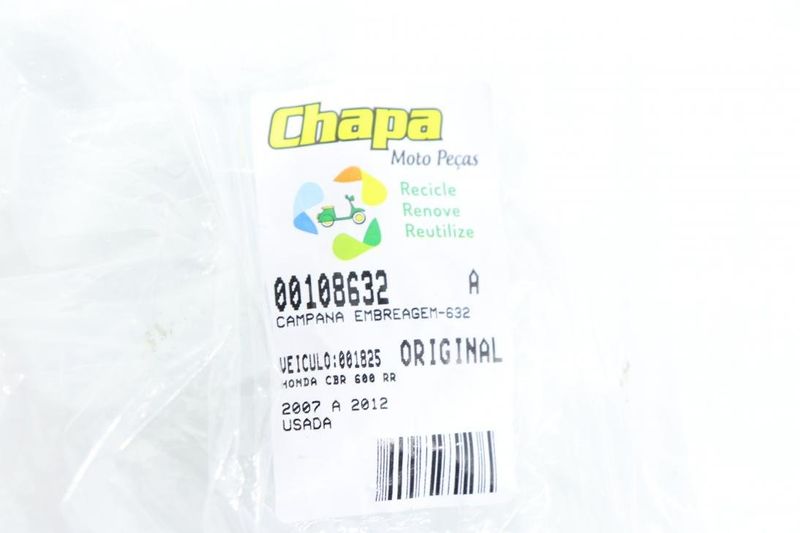 Chapa
Moto Peças
Recicle
Renove
Reutilize
00108632 A
CAMPANA EMBREAGEM-632
VEICULO:001825 ORIGINAL
HONDA CBR 600 RR
2007 A 2012
USADA